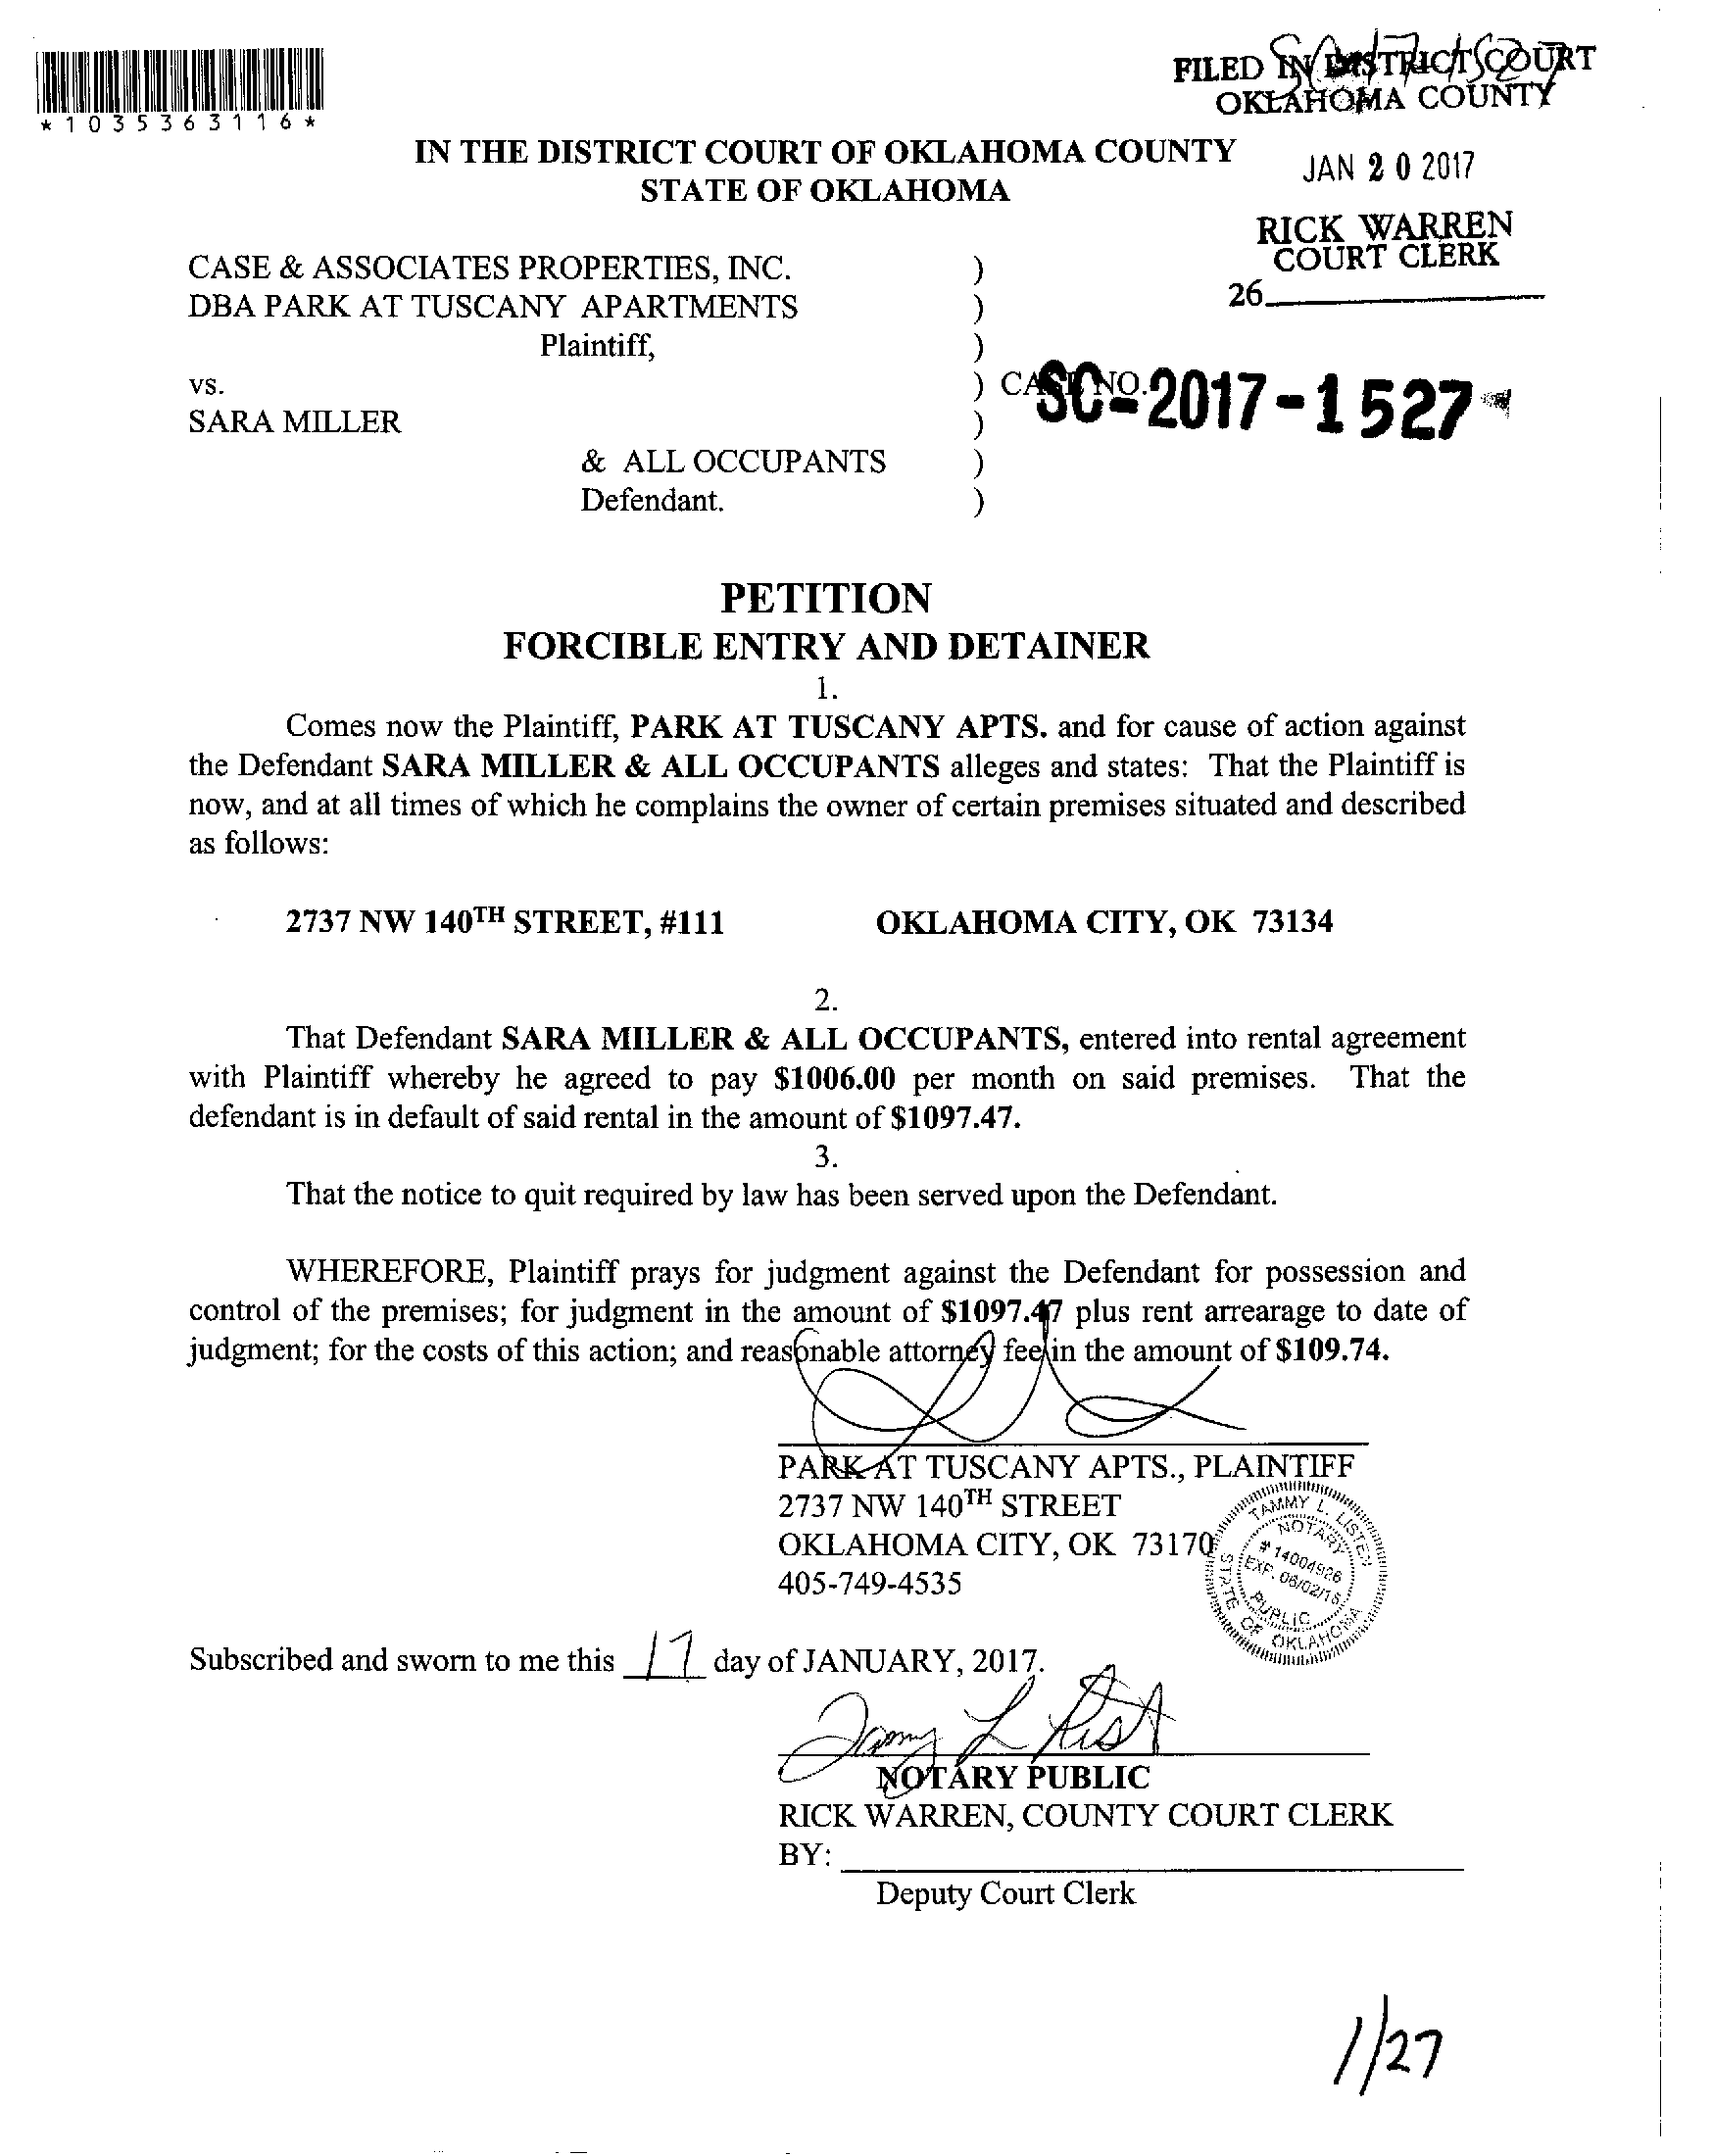 *1035363116*
SC-17-1527
FILED IN DISTRICT COURT
OKLAHOMA COUNTY
JAN 20 2017
RICK WARREN
COURT CLERK
26
IN THE DISTRICT COURT OF OKLAHOMA COUNTY
STATE OF OKLAHOMA
CASE & ASSOCIATES PROPERTIES, INC. )
DBA PARK AT TUSCANY APARTMENTS )
Plaintiff, )
vs. ) CASE NO. SC-2017-1527
SARA MILLER )
& ALL OCCUPANTS )
Defendant. )
PETITION
FORCIBLE ENTRY AND DETAINER
1.
Comes now the Plaintiff, PARK AT TUSCANY APTS. and for cause of action against
the Defendant SARA MILLER & ALL OCCUPANTS alleges and states: That the Plaintiff is
now, and at all times of which he complains the owner of certain premises situated and described
as follows:
2737 NW 140TH STREET, #111 OKLAHOMA CITY, OK 73134
2.
That Defendant SARA MILLER & ALL OCCUPANTS, entered into rental agreement
with Plaintiff whereby he agreed to pay $1006.00 per month on said premises. That the
defendant is in default of said rental in the amount of $1097.47.
3.
That the notice to quit required by law has been served upon the Defendant.
WHEREFORE, Plaintiff prays for judgment against the Defendant for possession and
control of the premises; for judgment in the amount of $1097.47 plus rent arrearage to date of
judgment; for the costs of this action; and reasonable attorney fee in the amount of $109.74.
PARK AT TUSCANY APTS., PLAINTIFF
2737 NW 140TH STREET
OKLAHOMA CITY, OK 73170
405-749-4535
TAMMY L. LISTER
NOTARY
# 14004926
EXP. 06/02/18
PUBLIC
STATE OF OKLAHOMA
Subscribed and sworn to me this 17 day of JANUARY, 2017.
NOTARY PUBLIC
RICK WARREN, COUNTY COURT CLERK
BY:
Deputy Court Clerk
1/27